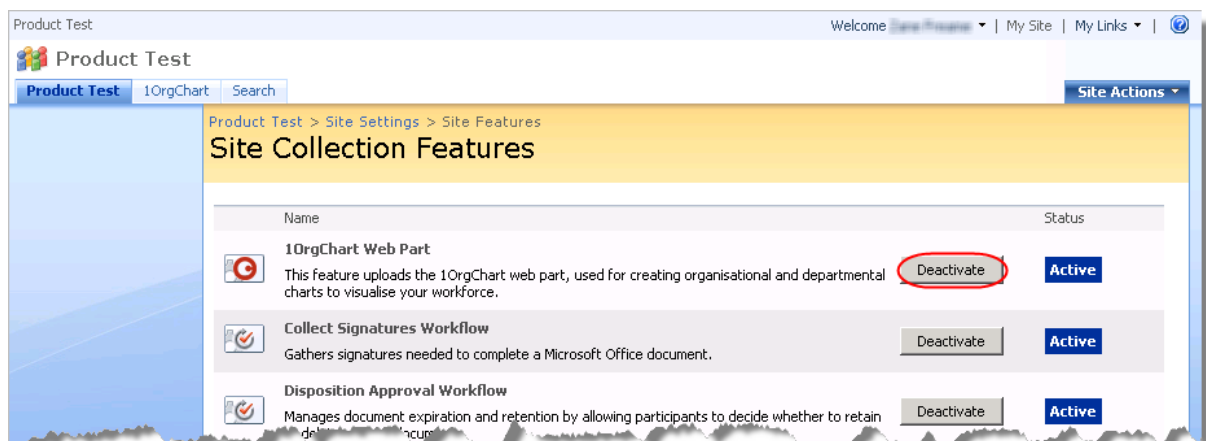 Product Test
Welcome ▾ | My Site | My Links ▾ |
Product Test
Product Test 1OrgChart Search Site Actions ▾
Product Test > Site Settings > Site Features
Site Collection Features
Name Status
1OrgChart Web Part
This feature uploads the 1OrgChart web part, used for creating organisational and departmental
charts to visualise your workforce.
Deactivate Active
Collect Signatures Workflow
Gathers signatures needed to complete a Microsoft Office document.
Deactivate Active
Disposition Approval Workflow
Manages document expiration and retention by allowing participants to decide whether to retain
Deactivate Active